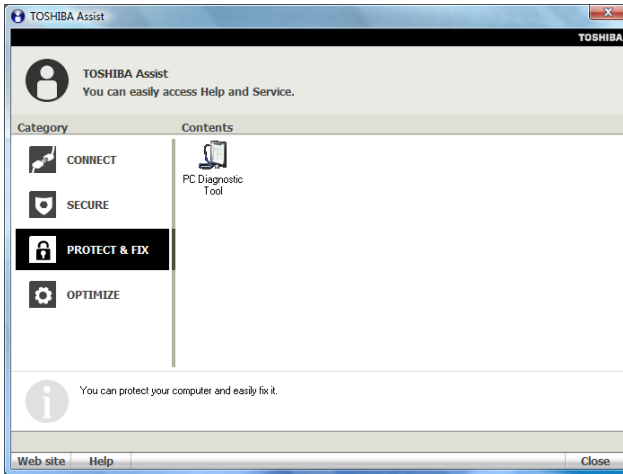 TOSHIBA Assist
TOSHIBA
TOSHIBA Assist
You can easily access Help and Service.
Category
Contents
CONNECT
SECURE
PROTECT & FIX
OPTIMIZE
PC Diagnostic
Tool
You can protect your computer and easily fix it.
Web site
Help
Close